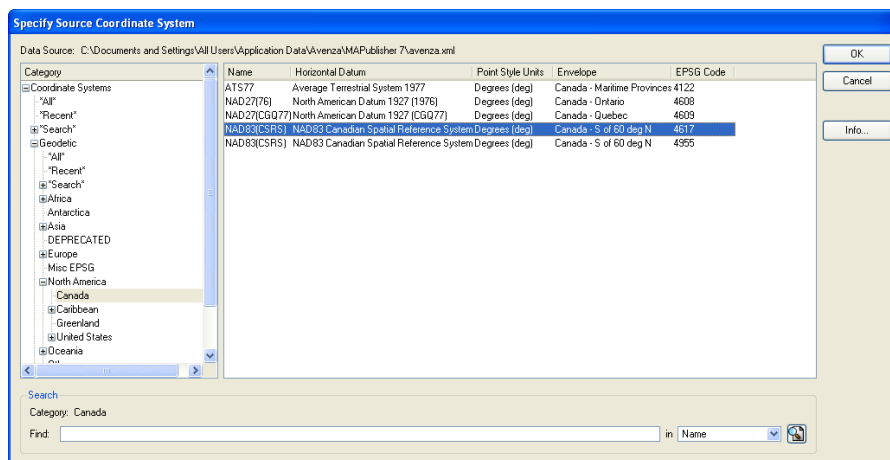 Specify Source Coordinate System
Data Source: C:\Documents and Settings\All Users\Application Data\Avenza\MAPublisher 7\avenza.xml
OK
Cancel
Info...
Category
Coordinate Systems
"All"
"Recent"
"Search"
Geodetic
"All"
"Recent"
"Search"
Africa
Antarctica
Asia
DEPRECATED
Europe
Misc EPSG
North America
Canada
Caribbean
Greenland
United States
Oceania
Name Horizontal Datum Point Style Units Envelope EPSG Code
ATS77 Average Terrestrial System 1977 Degrees (deg) Canada - Maritime Provinces 4122
NAD27(76) North American Datum 1927 (1976) Degrees (deg) Canada - Ontario 4608
NAD27(CGQ77) North American Datum 1927 (CGQ77) Degrees (deg) Canada - Quebec 4609
NAD83(CSRS) NAD83 Canadian Spatial Reference System Degrees (deg) Canada - S of 60 deg N 4617
NAD83(CSRS) NAD83 Canadian Spatial Reference System Degrees (deg) Canada - S of 60 deg N 4955
Search
Category: Canada
Find:
in Name